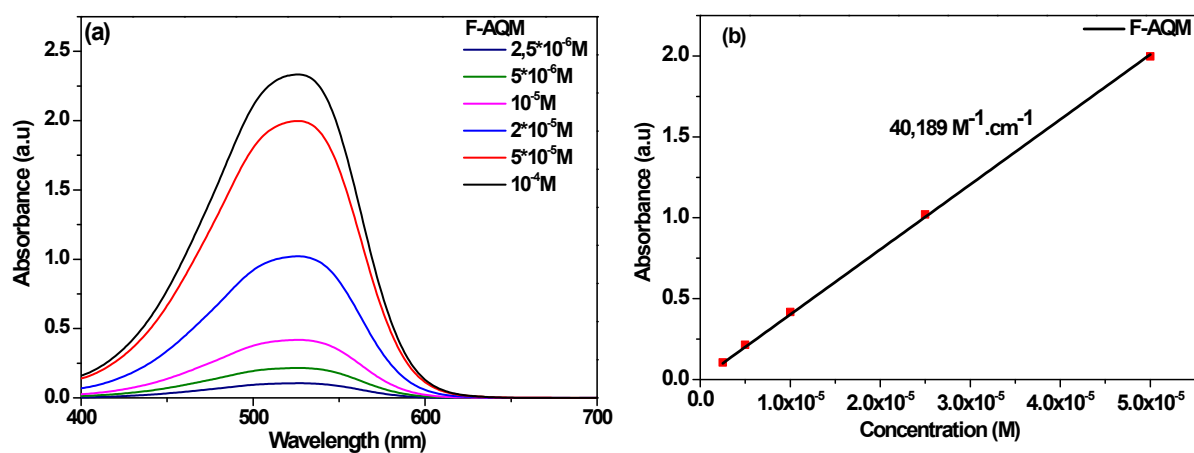 (a)
F-AQM
2,5*10⁻⁶M
5*10⁻⁶M
10⁻⁵M
2*10⁻⁵M
5*10⁻⁵M
10⁻⁴M
2.5
2.0
1.5
1.0
0.5
0.0
400
500
600
700
Absorbance (a.u)
Wavelength (nm)
(b)
F-AQM
40,189 M⁻¹.cm⁻¹
2.0
1.5
1.0
0.5
0.0
0.0
1.0x10⁻⁵
2.0x10⁻⁵
3.0x10⁻⁵
4.0x10⁻⁵
5.0x10⁻⁵
Absorbance (a.u)
Concentration (M)